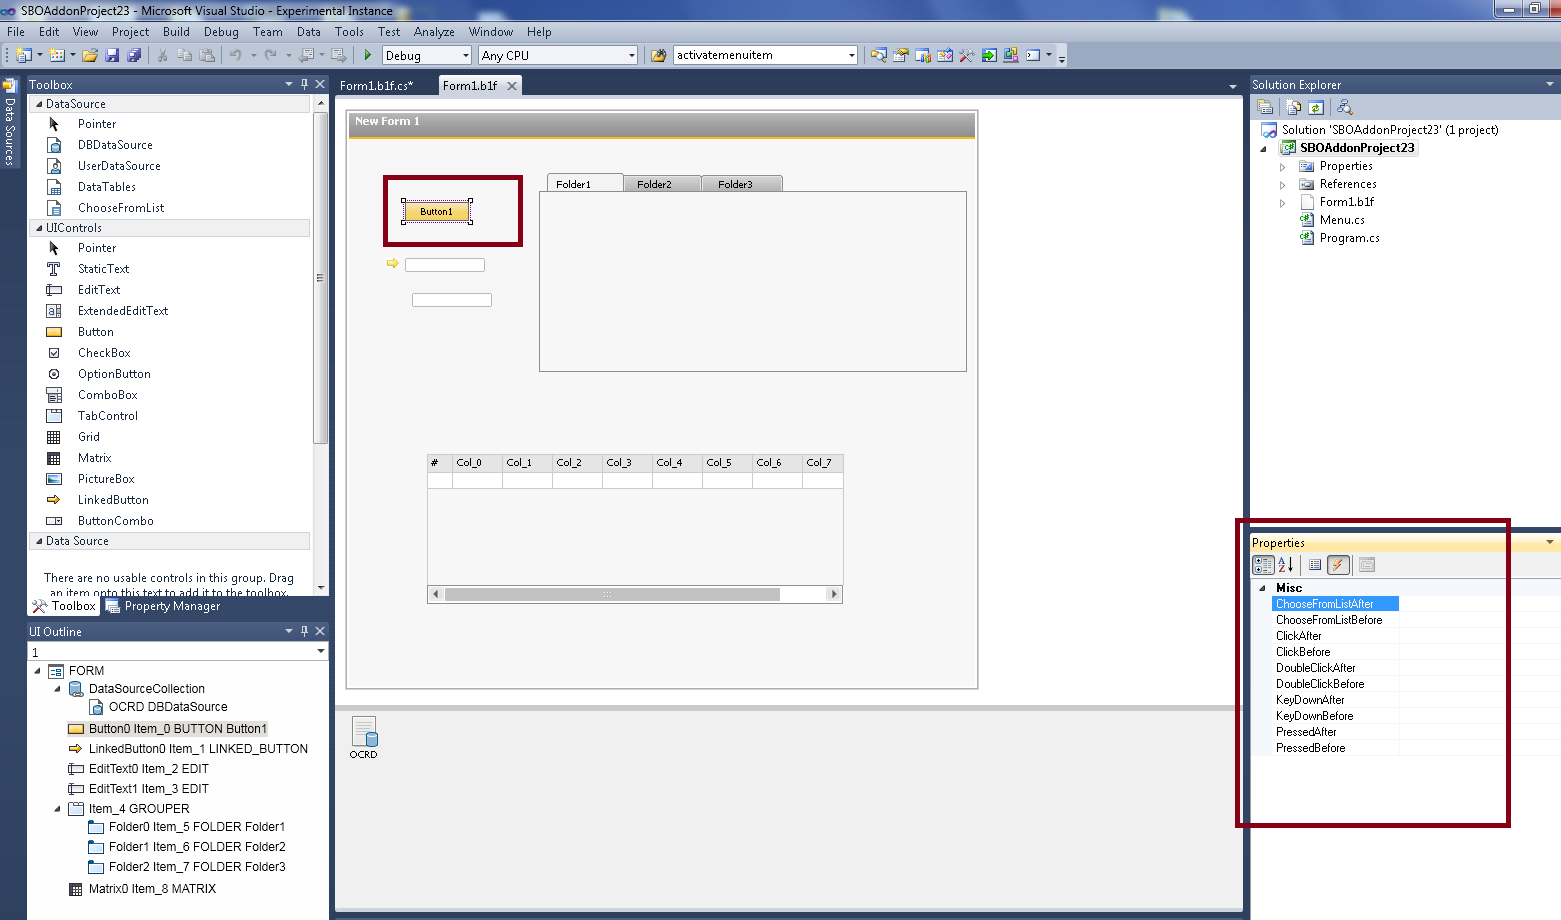 SBOAddonProject23 - Microsoft Visual Studio - Experimental Instance
File Edit View Project Build Debug Team Data Tools Test Analyze Window Help
Debug Any CPU activatemenuitem
Data Sources
Toolbox
DataSource
Pointer
DBDataSource
UserDataSource
DataTables
ChooseFromList
UIControls
Pointer
StaticText
EditText
ExtendedEditText
Button
CheckBox
OptionButton
ComboBox
TabControl
Grid
Matrix
PictureBox
LinkedButton
ButtonCombo
Data Source
There are no usable controls in this group. Drag
an item onto this text to add it to the toolbox.
Toolbox Property Manager
UI Outline
1
FORM
DataSourceCollection
OCRD DBDataSource
Button0 Item_0 BUTTON Button1
LinkedButton0 Item_1 LINKED_BUTTON
EditText0 Item_2 EDIT
EditText1 Item_3 EDIT
Item_4 GROUPER
Folder0 Item_5 FOLDER Folder1
Folder1 Item_6 FOLDER Folder2
Folder2 Item_7 FOLDER Folder3
Matrix0 Item_8 MATRIX
Form1.b1f.cs* Form1.b1f
New Form 1
Button1
Folder1 Folder2 Folder3
# Col_0 Col_1 Col_2 Col_3 Col_4 Col_5 Col_6 Col_7
OCRD
Solution Explorer
Solution 'SBOAddonProject23' (1 project)
SBOAddonProject23
Properties
References
Form1.b1f
Menu.cs
Program.cs
Properties
Misc
ChooseFromListAfter
ChooseFromListBefore
ClickAfter
ClickBefore
DoubleClickAfter
DoubleClickBefore
KeyDownAfter
KeyDownBefore
PressedAfter
PressedBefore